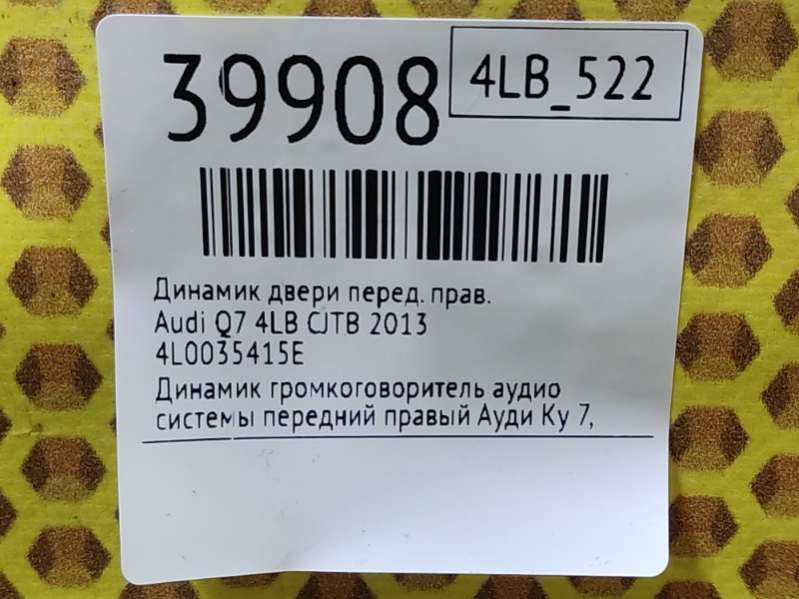 39908
4LB_522
Динамик двери перед. прав.
Audi Q7 4LB CJTB 2013
4L0035415E
Динамик громкоговоритель аудио
системы передний правый Ауди Ку 7,